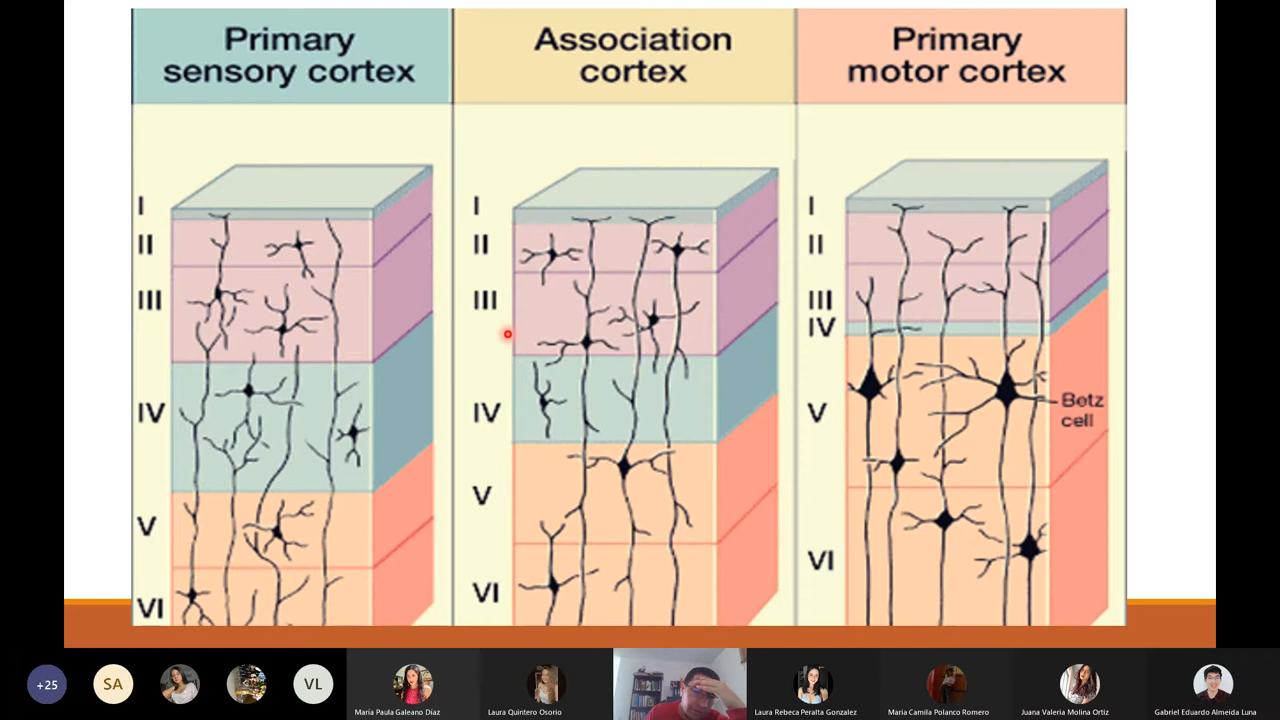 Primary
sensory cortex
Association
cortex
Primary
motor cortex
I
II
III
IV
V
VI
I
II
III
IV
V
VI
I
II
III
IV
V
VI
Betz
cell
+25
SA
VL
María Paula Galeano Díaz
Laura Quintero Osorio
Laura Rebeca Peralta Gonzalez
Maria Camila Polanco Romero
Juana Valeria Molina Ortiz
Gabriel Eduardo Almeida Luna